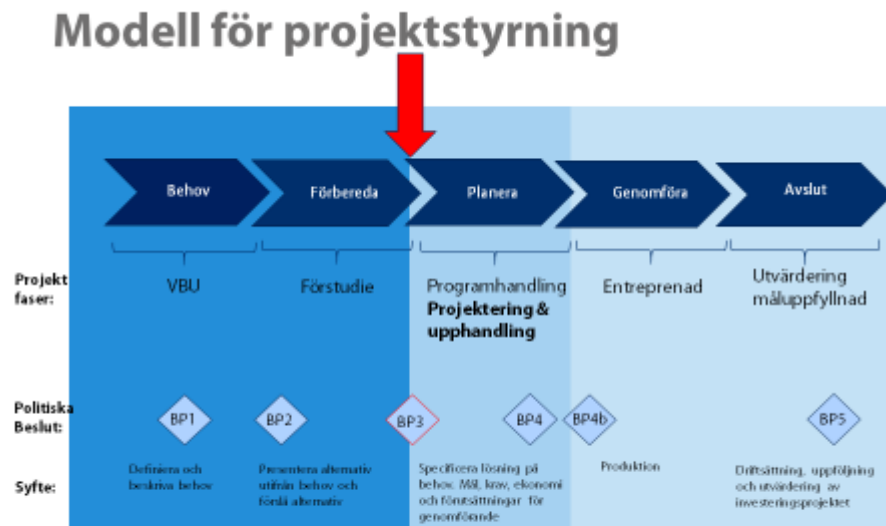 Modell för projektstyrning
Behov
Förbereda
Planera
Genomföra
Avslut
Projekt
faser:
VBU
Förstudie
Programhandling
Projektering &
upphandling
Entreprenad
Utvärdering
måluppfyllnad
Politiska
Beslut:
BP1
BP2
BP3
BP4
BP4b
BP5
Syfte:
Definiera och
beskriva behov
Presentera alternativ
utifrån behov och
förslå alternativ
Specificera lösning på
behov. Mål, krav, ekonomi
och förutsättningar för
genomförande
Produktion
Driftsättning, uppföljning
och utvärdering av
investeringsprojektet